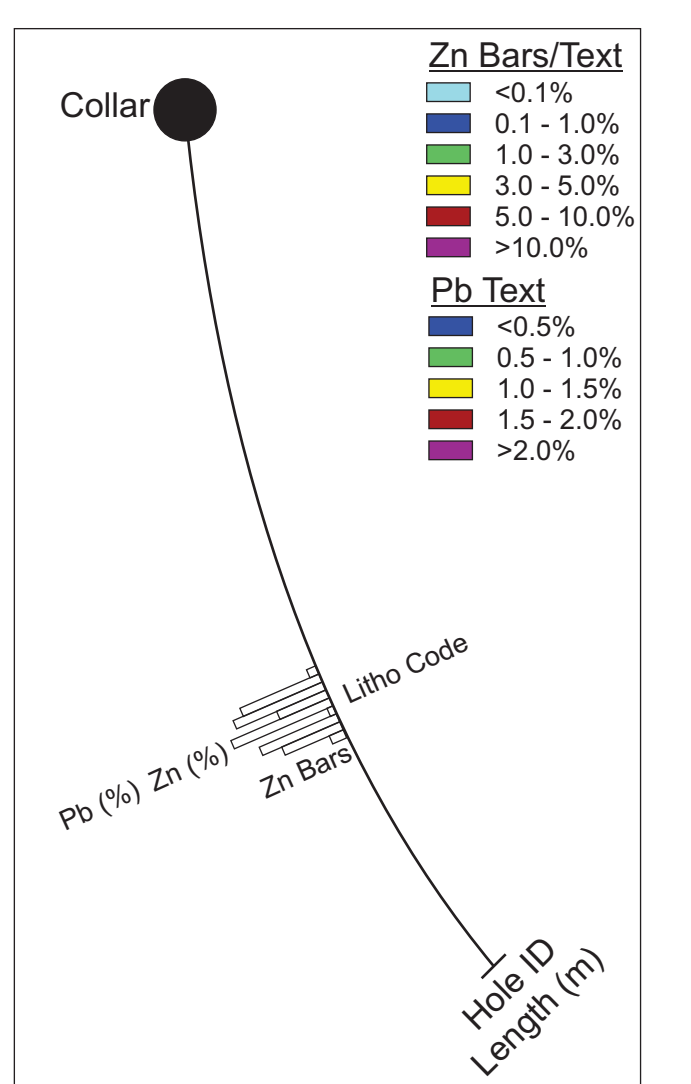 Zn Bars/Text
<0.1%
0.1 - 1.0%
1.0 - 3.0%
3.0 - 5.0%
5.0 - 10.0%
>10.0%
Pb Text
<0.5%
0.5 - 1.0%
1.0 - 1.5%
1.5 - 2.0%
>2.0%
Collar
Litho Code
Pb (%) Zn (%)
Zn Bars
Hole ID
Length (m)